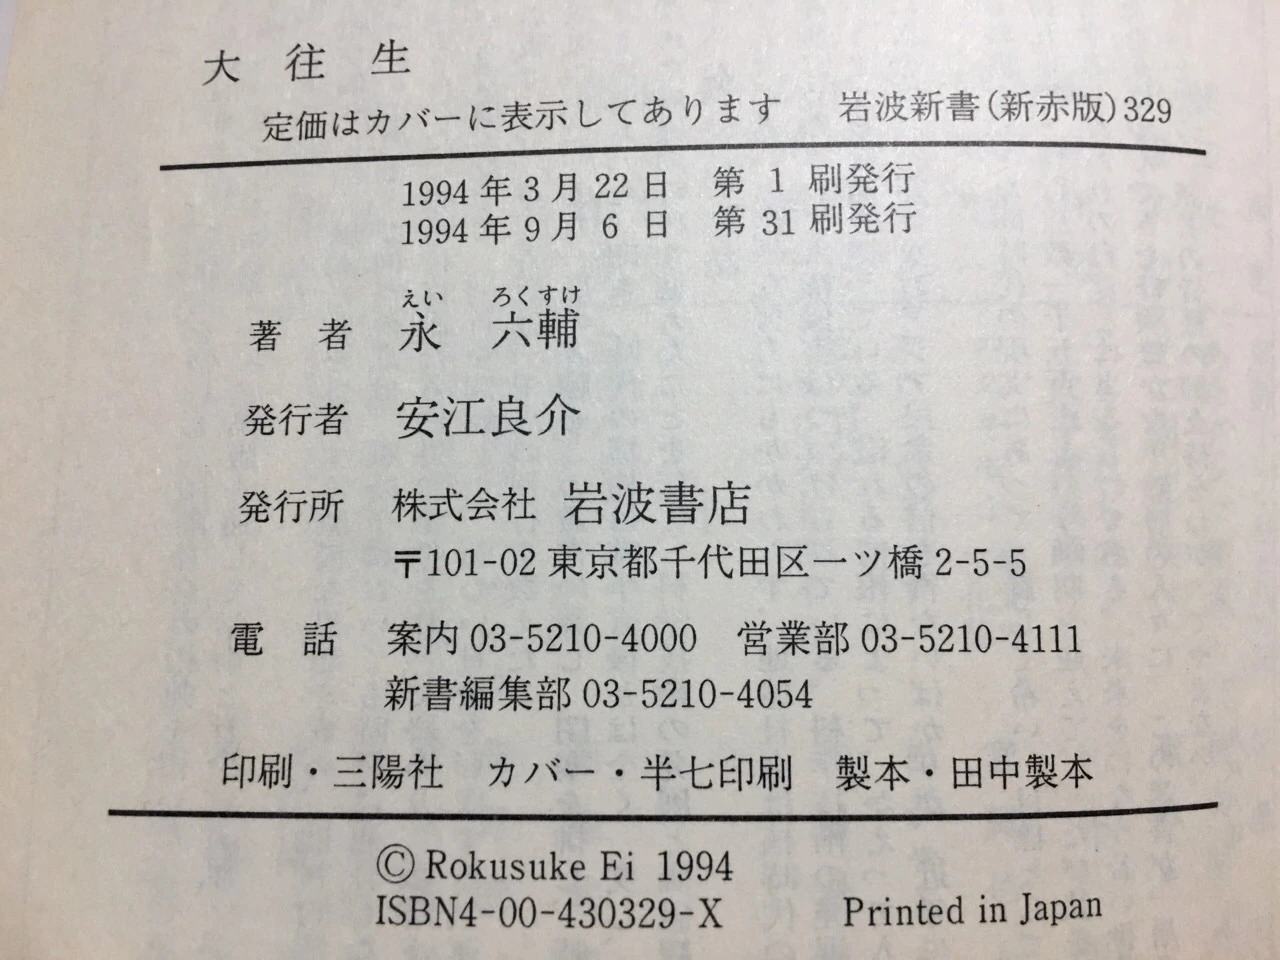 大往生
定価はカバーに表示してあります 岩波新書(新赤版)329
1994年3月22日 第1刷発行
1994年9月6日 第31刷発行
えい ろくすけ
著者 永 六輔
発行者 安江良介
発行所 株式会社 岩波書店
〒101-02 東京都千代田区一ツ橋 2-5-5
電話 案内 03-5210-4000 営業部 03-5210-4111
新書編集部 03-5210-4054
印刷・三陽社 カバー・半七印刷 製本・田中製本
© Rokusuke Ei 1994
ISBN4-00-430329-X Printed in Japan